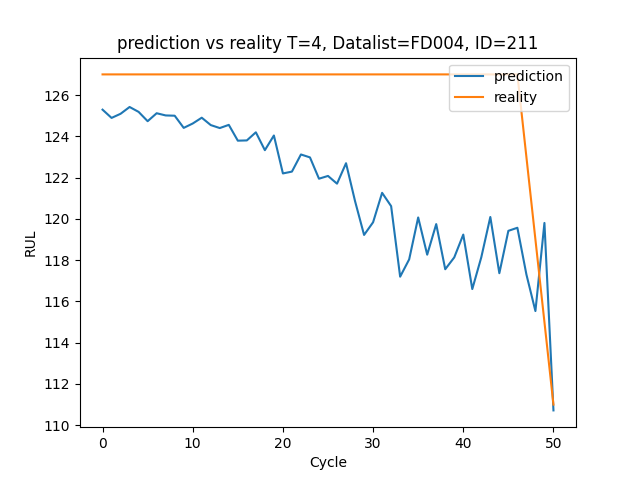 prediction vs reality T=4, Datalist=FD004, ID=211
prediction
reality
126
124
122
120
118
116
114
112
110
RUL
0 10 20 30 40 50
Cycle